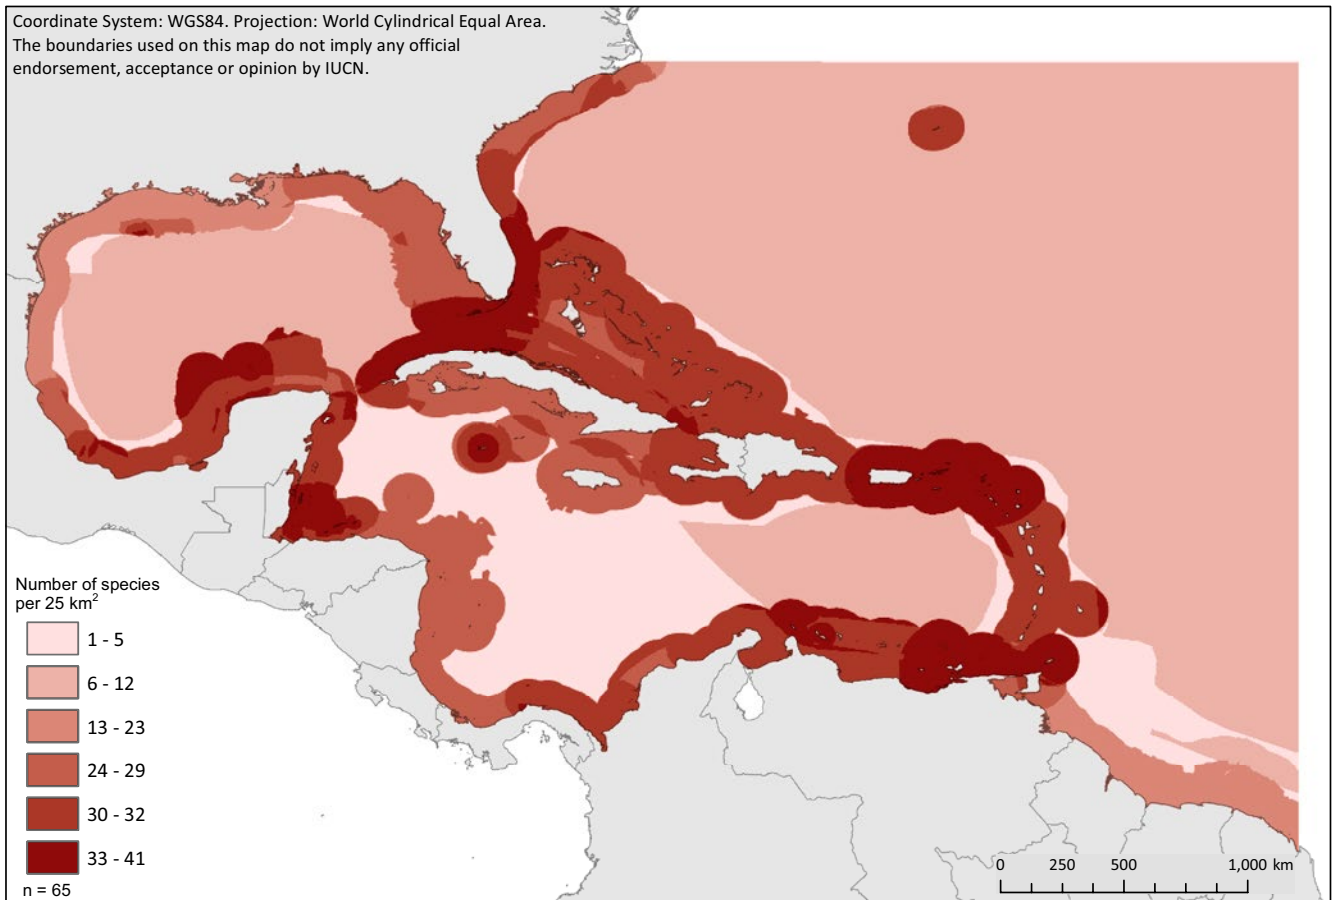 Coordinate System: WGS84. Projection: World Cylindrical Equal Area.
The boundaries used on this map do not imply any official
endorsement, acceptance or opinion by IUCN.
Number of species
per 25 km²
1 - 5
6 - 12
13 - 23
24 - 29
30 - 32
33 - 41
n = 65
0 250 500 1,000 km